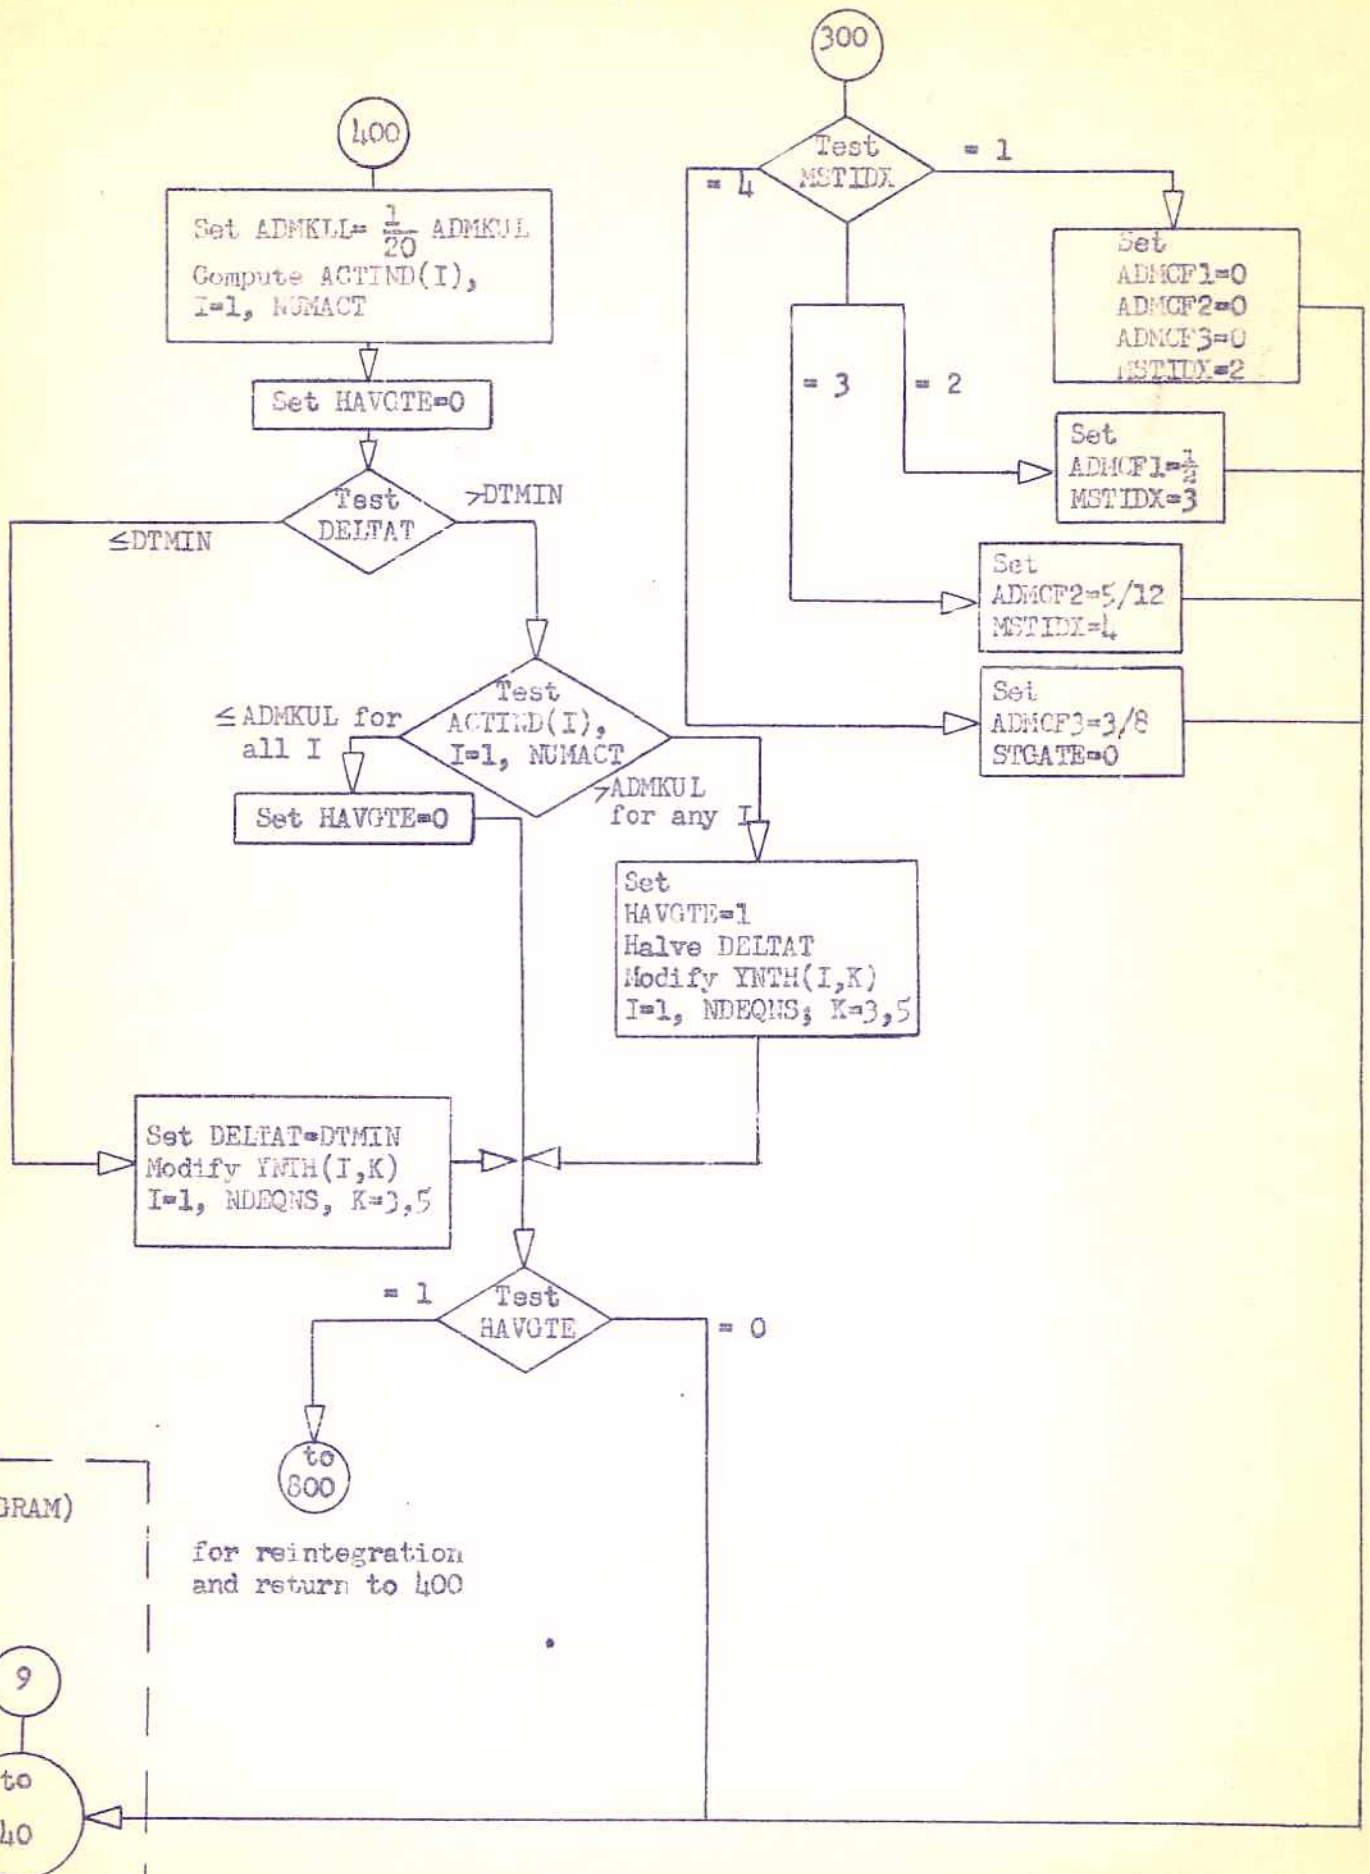 300
Test
MSTIDX
= 1
= 4
= 3
= 2
Set
ADMCF1=0
ADMCF2=0
ADMCF3=0
MSTIDX=2
Set
ADMCF1=½
MSTIDX=3
Set
ADMCF2=5/12
MSTIDX=4
Set
ADMCF3=3/8
STGATE=0
400
Set ADMKLL= 1/20 ADMKUL
Compute ACTIND(I),
I=1, NUMACT
Set HAVGTE=0
Test
DELTAT
>DTMIN
≤DTMIN
Test
ACTIND(I),
I=1, NUMACT
≤ADMKUL for
all I
>ADMKUL
for any I
Set HAVGTE=0
Set
HAVGTE=1
Halve DELTAT
Modify YNTH(I,K)
I=1, NDEQNS; K=3,5
Set DELTAT=DTMIN
Modify YNTH(I,K)
I=1, NDEQNS, K=3,5
Test
HAVGTE
= 1
= 0
to
800
for reintegration
and return to 400
GRAM)
9
to
40